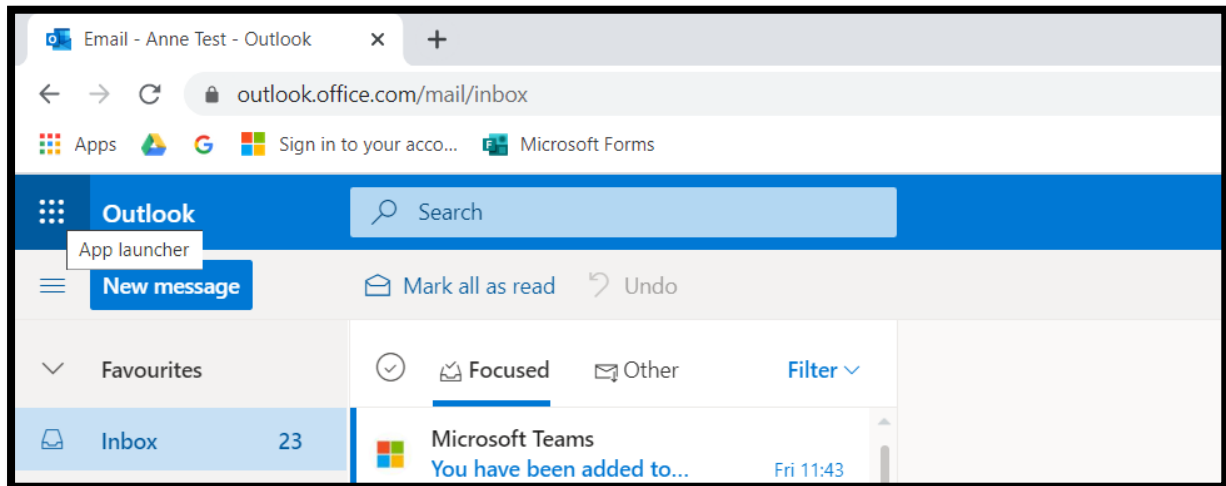 Email - Anne Test - Outlook
outlook.office.com/mail/inbox
Apps G Sign in to your acco... Microsoft Forms
Outlook Search
App launcher
New message Mark all as read Undo
Favourites Focused Other Filter
Inbox 23 Microsoft Teams
You have been added to... Fri 11:43